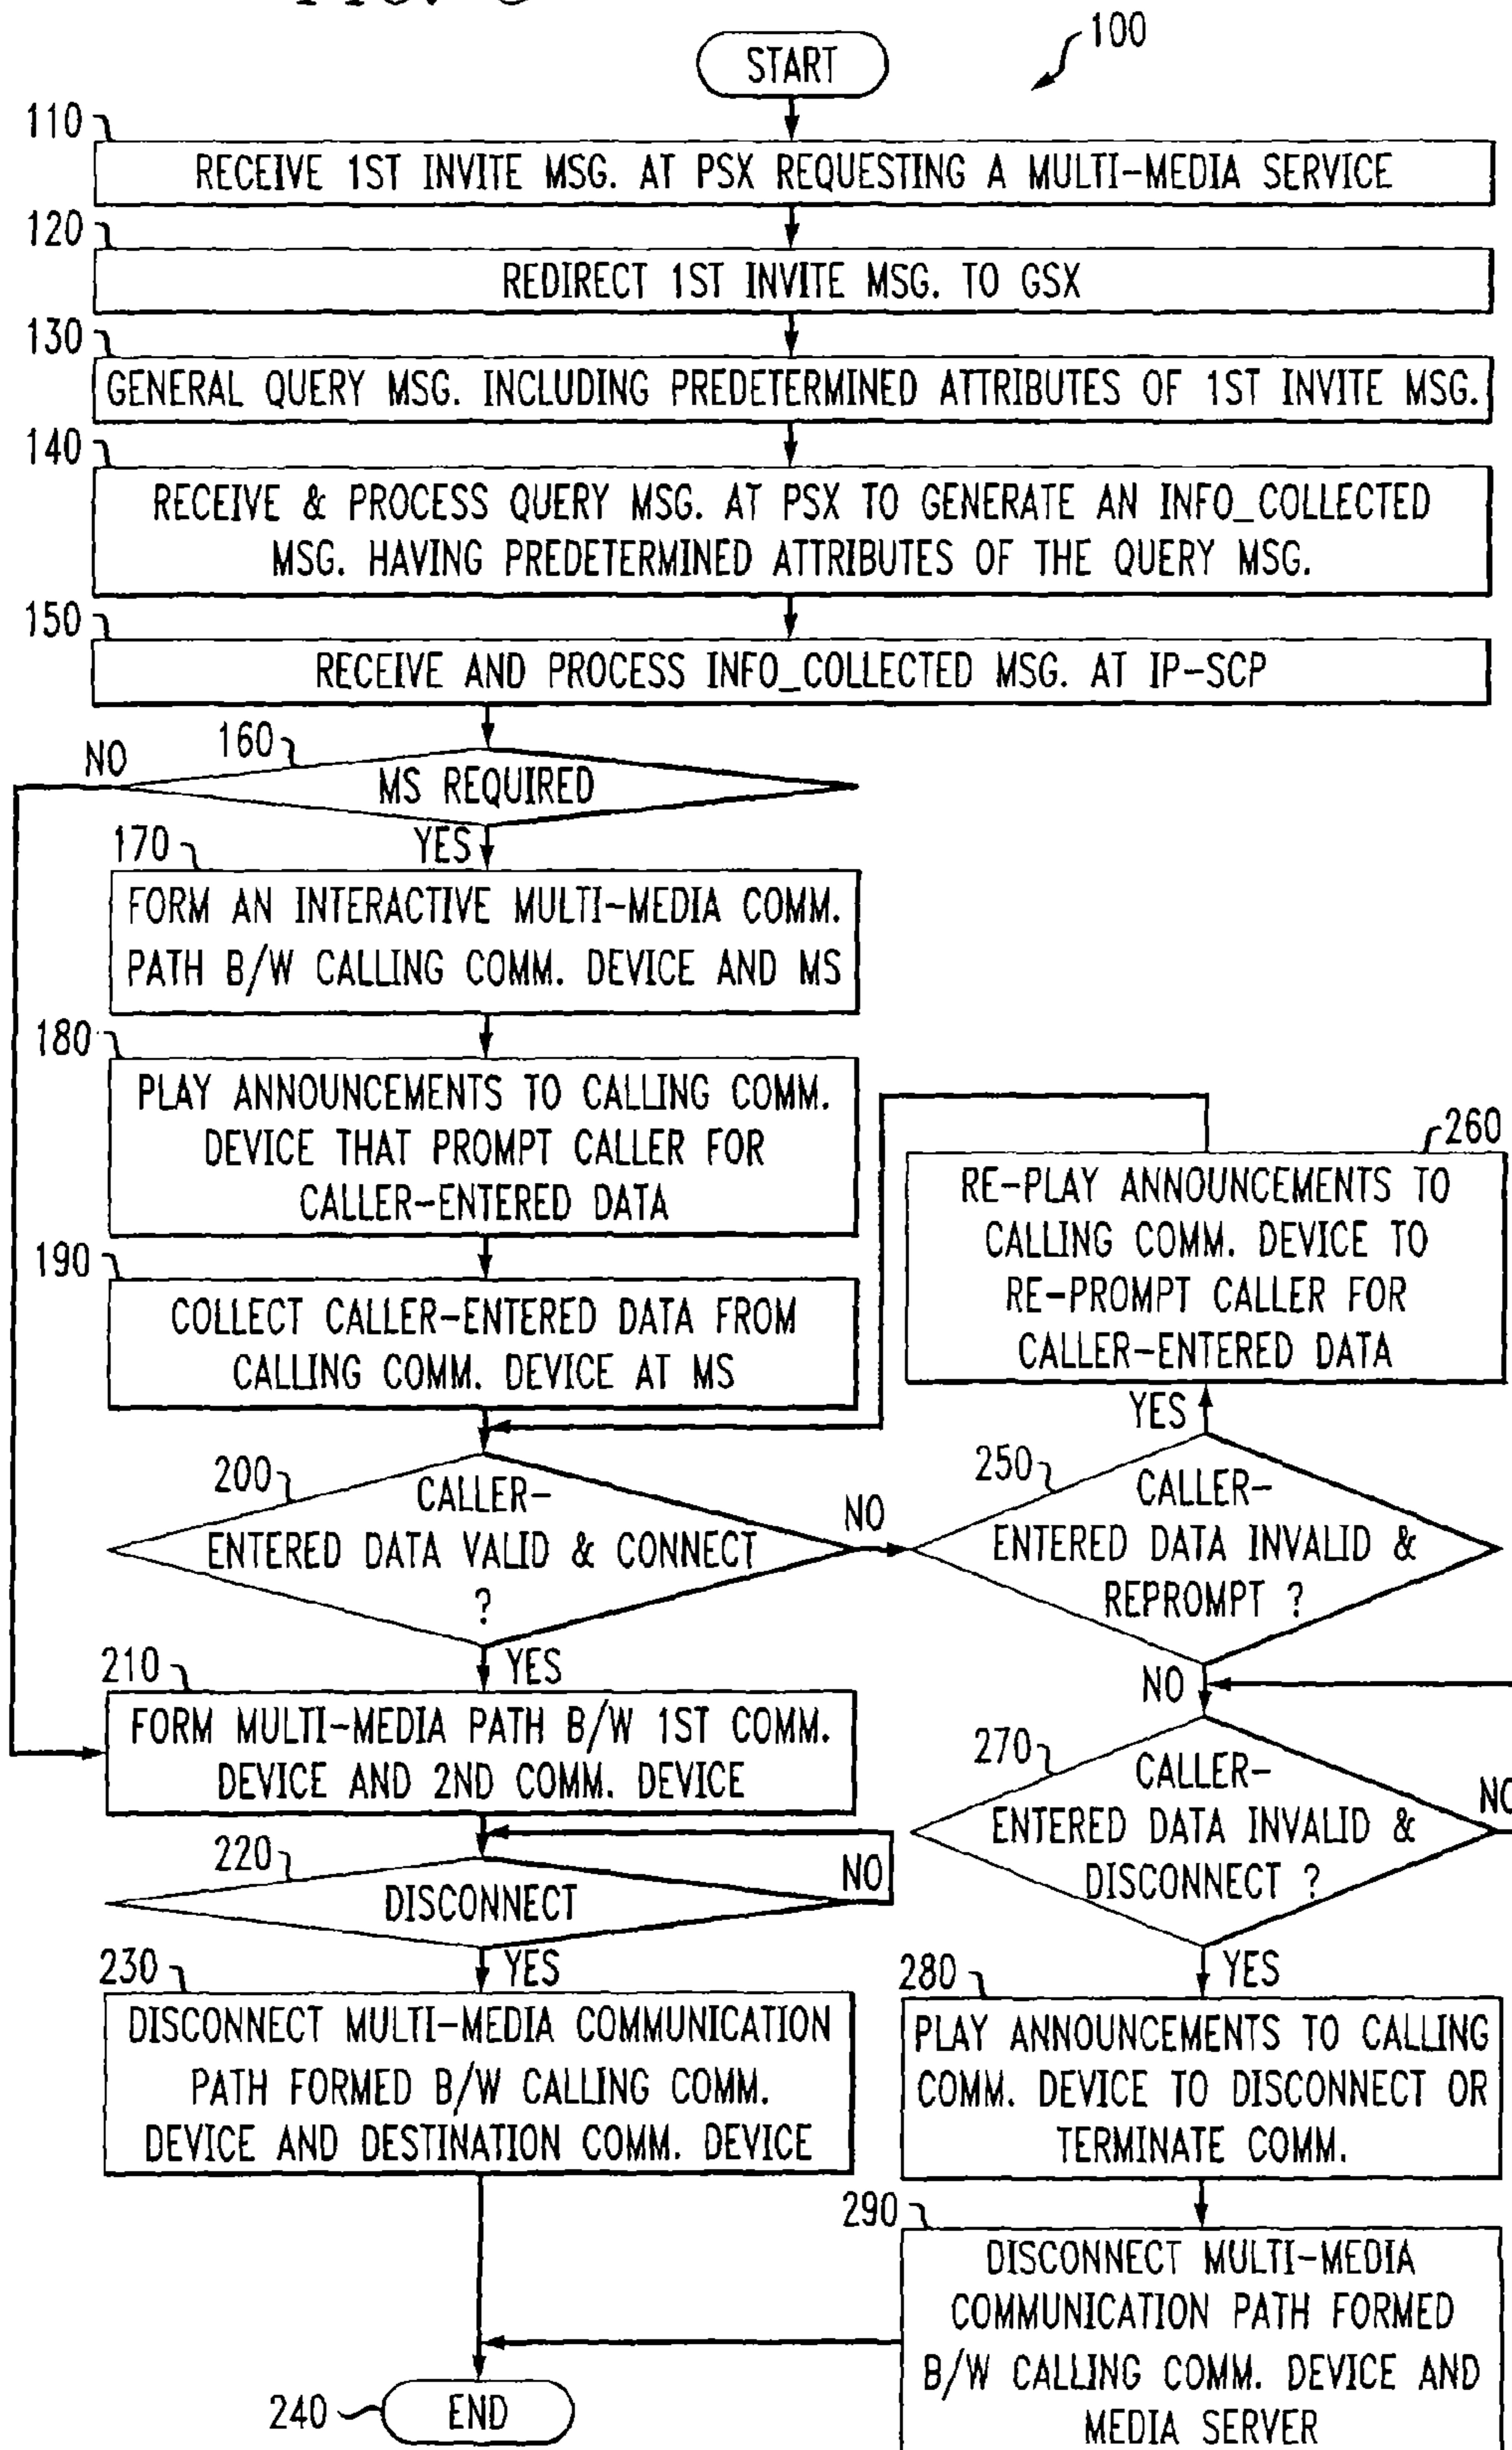 START
100
110
RECEIVE 1ST INVITE MSG. AT PSX REQUESTING A MULTI-MEDIA SERVICE
120
REDIRECT 1ST INVITE MSG. TO GSX
130
GENERAL QUERY MSG. INCLUDING PREDETERMINED ATTRIBUTES OF 1ST INVITE MSG.
140
RECEIVE & PROCESS QUERY MSG. AT PSX TO GENERATE AN INFO_COLLECTED
MSG. HAVING PREDETERMINED ATTRIBUTES OF THE QUERY MSG.
150
RECEIVE AND PROCESS INFO_COLLECTED MSG. AT IP-SCP
NO
160
MS REQUIRED
YES
170
FORM AN INTERACTIVE MULTI-MEDIA COMM.
PATH B/W CALLING COMM. DEVICE AND MS
180
PLAY ANNOUNCEMENTS TO CALLING COMM.
DEVICE THAT PROMPT CALLER FOR
CALLER-ENTERED DATA
190
COLLECT CALLER-ENTERED DATA FROM
CALLING COMM. DEVICE AT MS
260
RE-PLAY ANNOUNCEMENTS TO
CALLING COMM. DEVICE TO
RE-PROMPT CALLER FOR
CALLER-ENTERED DATA
YES
200
CALLER-
ENTERED DATA VALID & CONNECT
?
NO
250
CALLER-
ENTERED DATA INVALID &
REPROMPT ?
YES
NO
210
FORM MULTI-MEDIA PATH B/W 1ST COMM.
DEVICE AND 2ND COMM. DEVICE
270
CALLER-
ENTERED DATA INVALID &
DISCONNECT ?
NO
220
DISCONNECT
NO
YES
YES
230
DISCONNECT MULTI-MEDIA COMMUNICATION
PATH FORMED B/W CALLING COMM.
DEVICE AND DESTINATION COMM. DEVICE
280
PLAY ANNOUNCEMENTS TO CALLING
COMM. DEVICE TO DISCONNECT OR
TERMINATE COMM.
290
DISCONNECT MULTI-MEDIA
COMMUNICATION PATH FORMED
B/W CALLING COMM. DEVICE AND
MEDIA SERVER
240
END